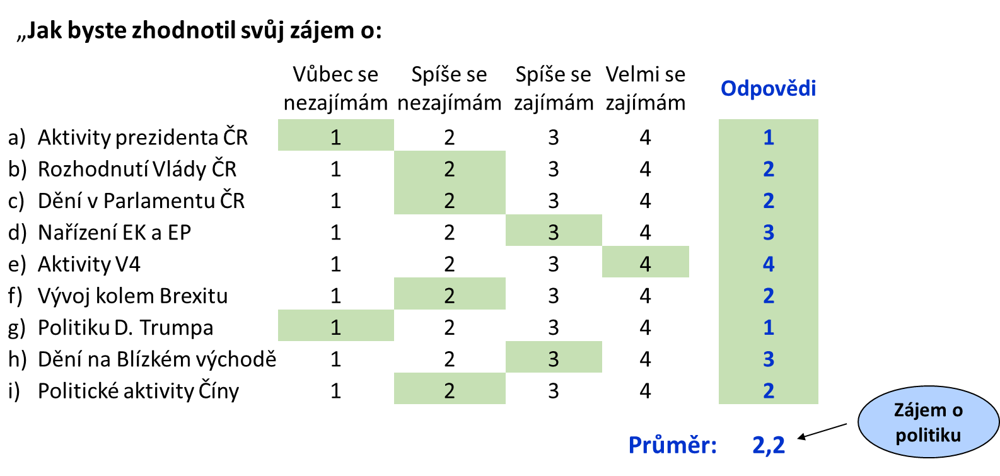 „Jak byste zhodnotil svůj zájem o:
Vůbec se Spíše se Spíše se Velmi se
nezajímám nezajímám zajímám zajímám Odpovědi
a) Aktivity prezidenta ČR 1 2 3 4 1
b) Rozhodnutí Vlády ČR 1 2 3 4 2
c) Dění v Parlamentu ČR 1 2 3 4 2
d) Nařízení EK a EP 1 2 3 4 3
e) Aktivity V4 1 2 3 4 4
f) Vývoj kolem Brexitu 1 2 3 4 2
g) Politiku D. Trumpa 1 2 3 4 1
h) Dění na Blízkém východě 1 2 3 4 3
i) Politické aktivity Číny 1 2 3 4 2
Zájem o
politiku
Průměr: 2,2